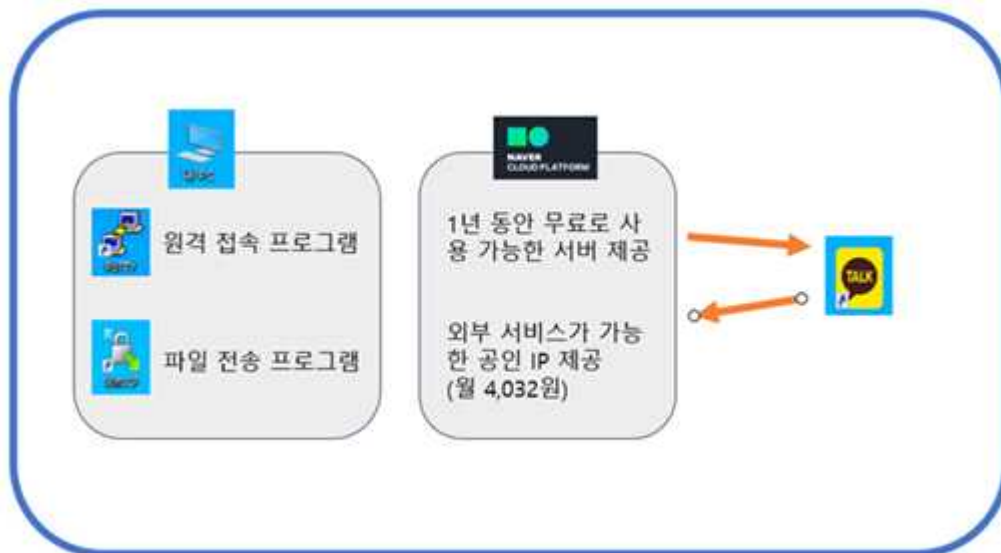 NAVER
CLOUD PLATFORM
원격 접속 프로그램
파일 전송 프로그램
1년 동안 무료로 사
용 가능한 서버 제공
외부 서비스가 가능
한 공인 IP 제공
(월 4,032원)
TALK